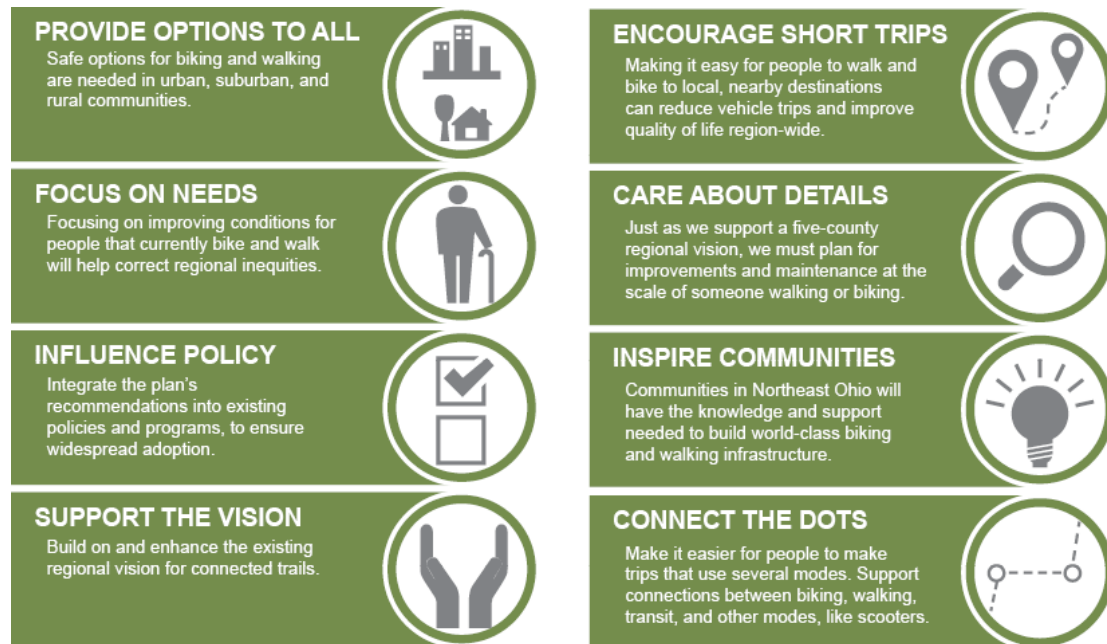 PROVIDE OPTIONS TO ALL
Safe options for biking and walking
are needed in urban, suburban, and
rural communities.
FOCUS ON NEEDS
Focusing on improving conditions for
people that currently bike and walk
will help correct regional inequities.
INFLUENCE POLICY
Integrate the plan's
recommendations into existing
policies and programs, to ensure
widespread adoption.
SUPPORT THE VISION
Build on and enhance the existing
regional vision for connected trails.
ENCOURAGE SHORT TRIPS
Making it easy for people to walk and
bike to local, nearby destinations
can reduce vehicle trips and improve
quality of life region-wide.
CARE ABOUT DETAILS
Just as we support a five-county
regional vision, we must plan for
improvements and maintenance at the
scale of someone walking or biking.
INSPIRE COMMUNITIES
Communities in Northeast Ohio will
have the knowledge and support
needed to build world-class biking
and walking infrastructure.
CONNECT THE DOTS
Make it easier for people to make
trips that use several modes. Support
connections between biking, walking,
transit, and other modes, like scooters.